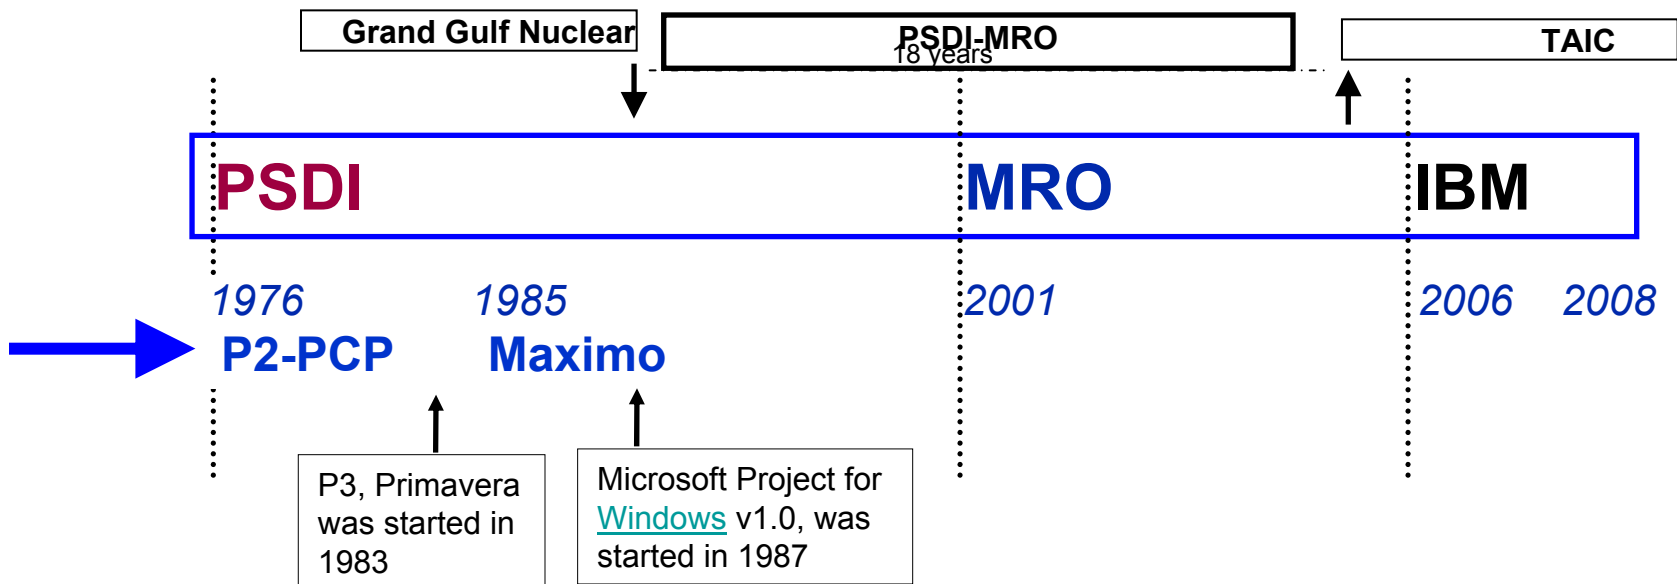 Grand Gulf Nuclear
PSDI-MRO
18 years
TAIC
PSDI
MRO
IBM
1976
1985
2001
2006
2008
P2-PCP
Maximo
P3, Primavera
was started in
1983
Microsoft Project for
Windows v1.0, was
started in 1987